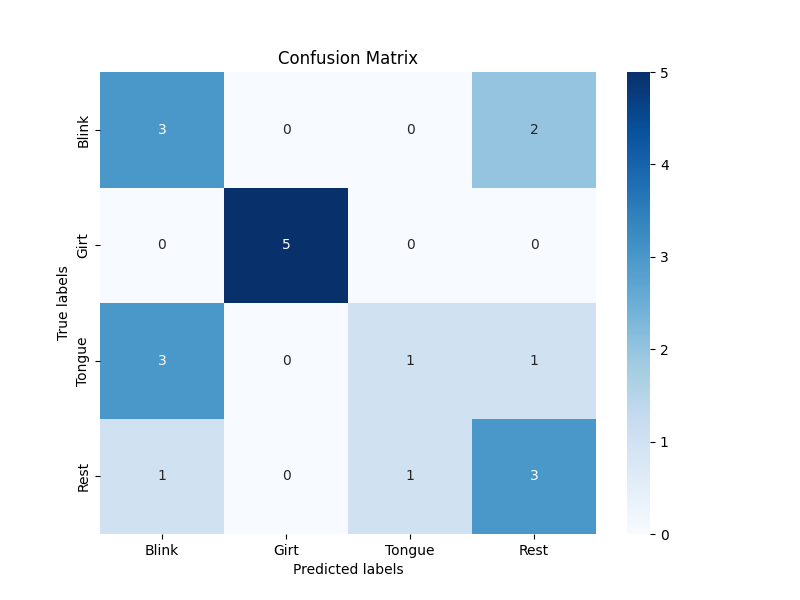 Confusion Matrix
True labels
Blink
3 0 0 2
Girt
0 5 0 0
Tongue
3 0 1 1
Rest
1 0 1 3
Blink Girt Tongue Rest
Predicted labels
5
4
3
2
1
0